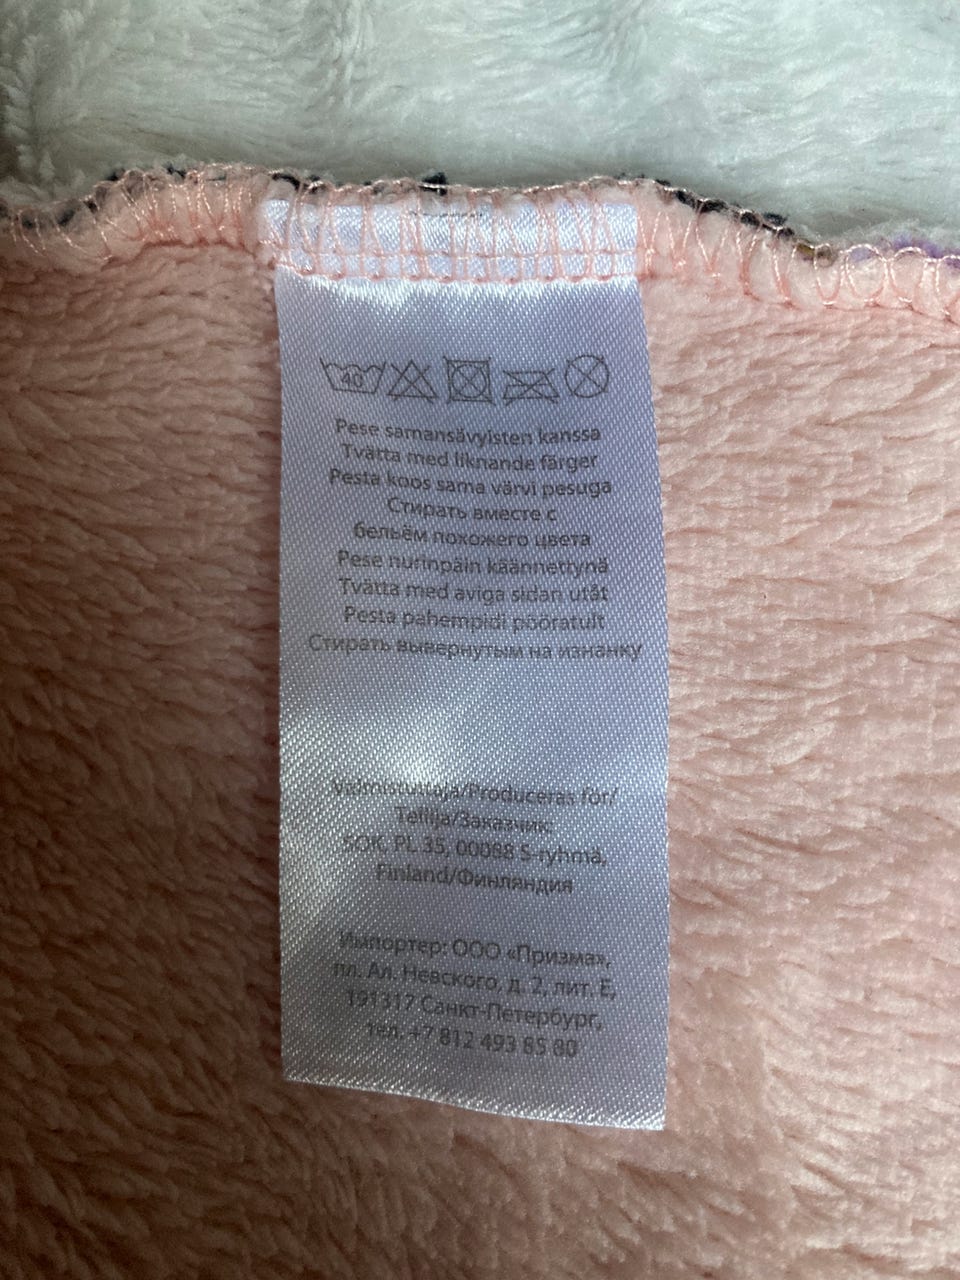 40
Pese samansävyisten kanssa
Tvätta med liknande färger
Pesta koos sama värvi pesuga
Стирать вместе с
бельём похожего цвета
Pese nurinpäin käännettynä
Tvätta med aviga sidan utåt
Pesta pahempidi pööratult
Стирать вывернутым на изнанку
Valmistuttaja/Produceras för/
Tellija/Заказчик:
SOK, PL 35, 00088 S-ryhmä,
Finland/Финляндия
Импортер: ООО «Призма»,
пл. Ал. Невского, д. 2, лит. Е,
191317 Санкт-Петербург,
тел. +7 812 493 85 80